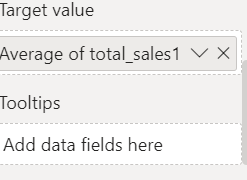 Target value
Average of total_sales1
Tooltips
Add data fields here